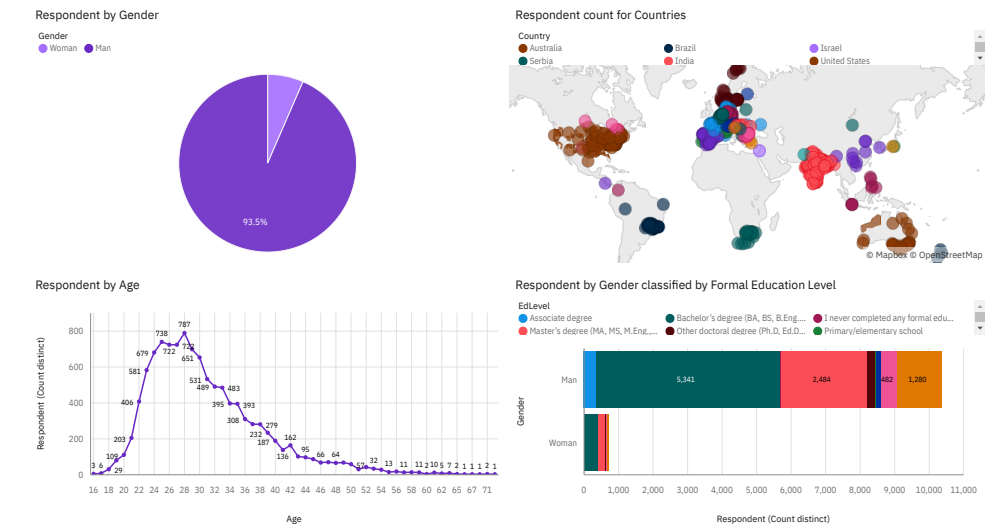 Respondent by Gender
Gender
Woman Man
93.5%
Respondent count for Countries
Country
Australia Brazil Israel
Serbia India United States
© Mapbox © OpenStreetMap
Respondent by Age
Respondent (Count distinct)
800
600
400
200
0
3 6 109 29 203 406 581 679 738 722 787 722 651 531 489 395 483 308 393 232 279 187 136 162 95 66 64 57 32 13 11 11 2 10 5 7 2 1 1 1 2 1
16 18 20 22 24 26 28 30 32 34 36 38 40 42 44 46 48 50 52 54 56 58 60 62 65 67 71
Age
Respondent by Gender classified by Formal Education Level
EdLevel
Associate degree Bachelor's degree (BA, BS, B.Eng.... I never completed any formal edu...
Master's degree (MA, MS, M.Eng.,... Other doctoral degree (Ph.D, Ed.D... Primary/elementary school
Gender
Man 5,341 2,484 482 1,280
Woman
0 1,000 2,000 3,000 4,000 5,000 6,000 7,000 8,000 9,000 10,000 11,000
Respondent (Count distinct)